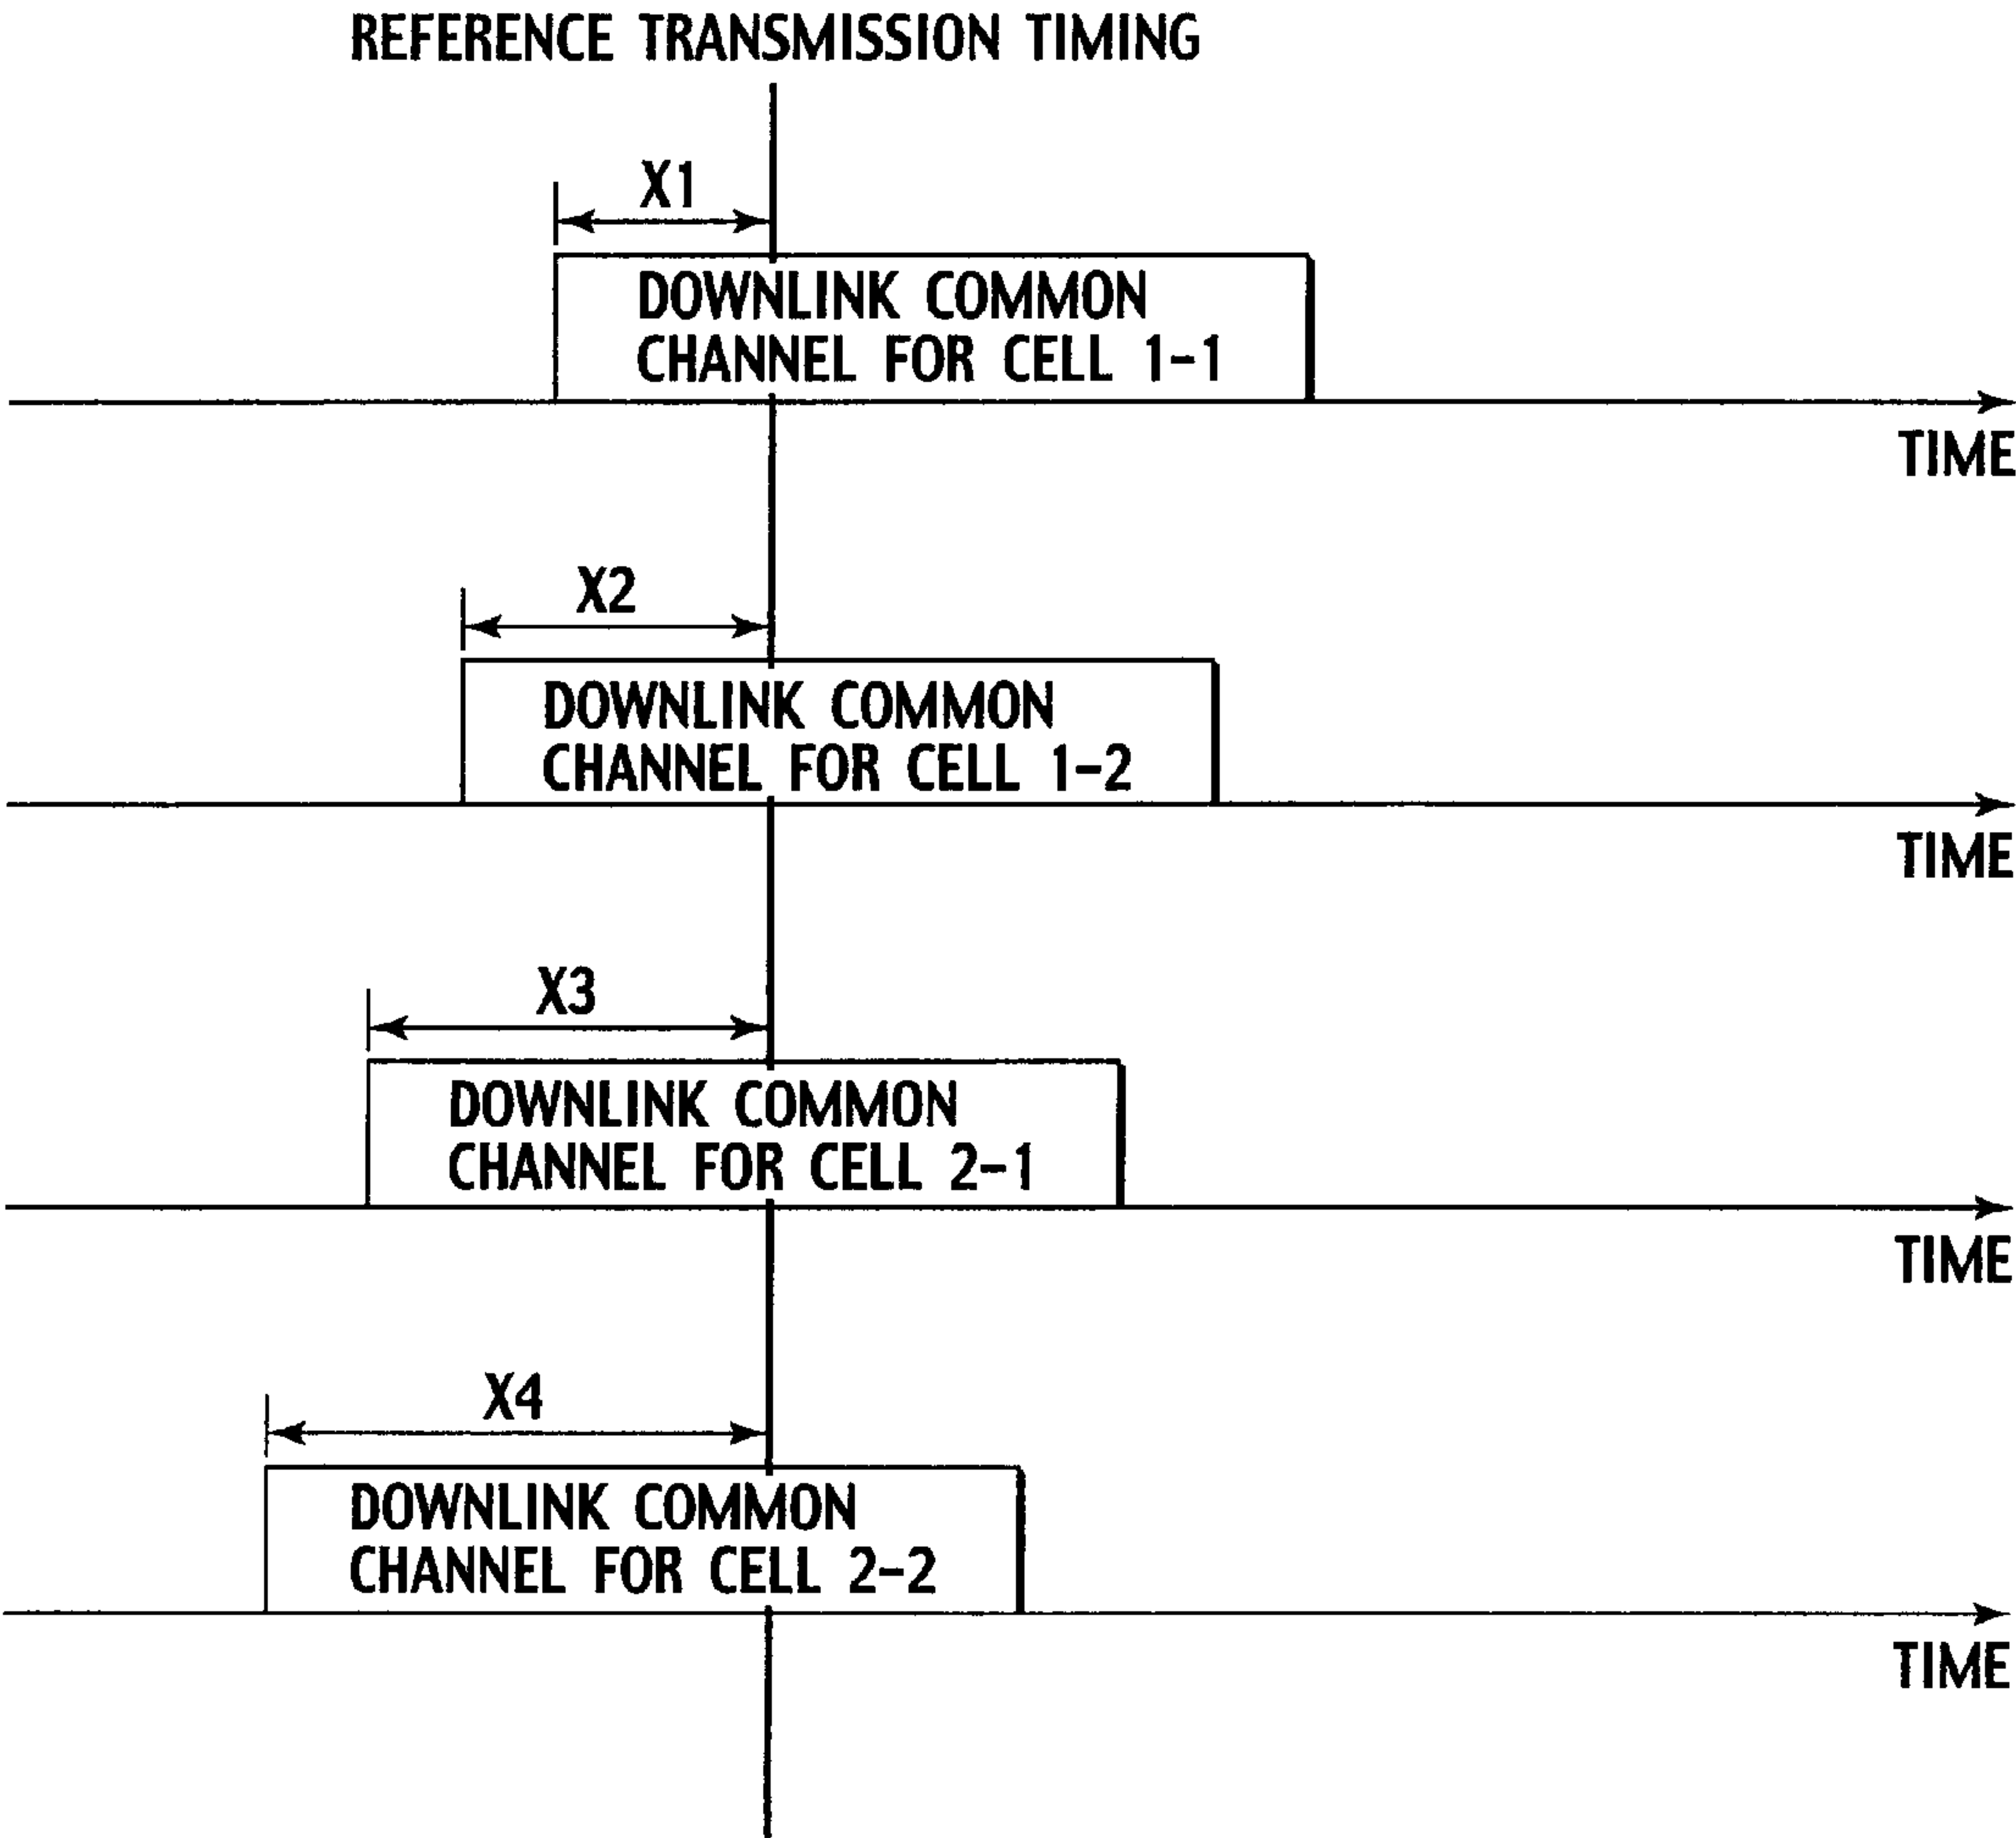 REFERENCE TRANSMISSION TIMING
X1
DOWNLINK COMMON
CHANNEL FOR CELL 1-1
TIME
X2
DOWNLINK COMMON
CHANNEL FOR CELL 1-2
TIME
X3
DOWNLINK COMMON
CHANNEL FOR CELL 2-1
TIME
X4
DOWNLINK COMMON
CHANNEL FOR CELL 2-2
TIME